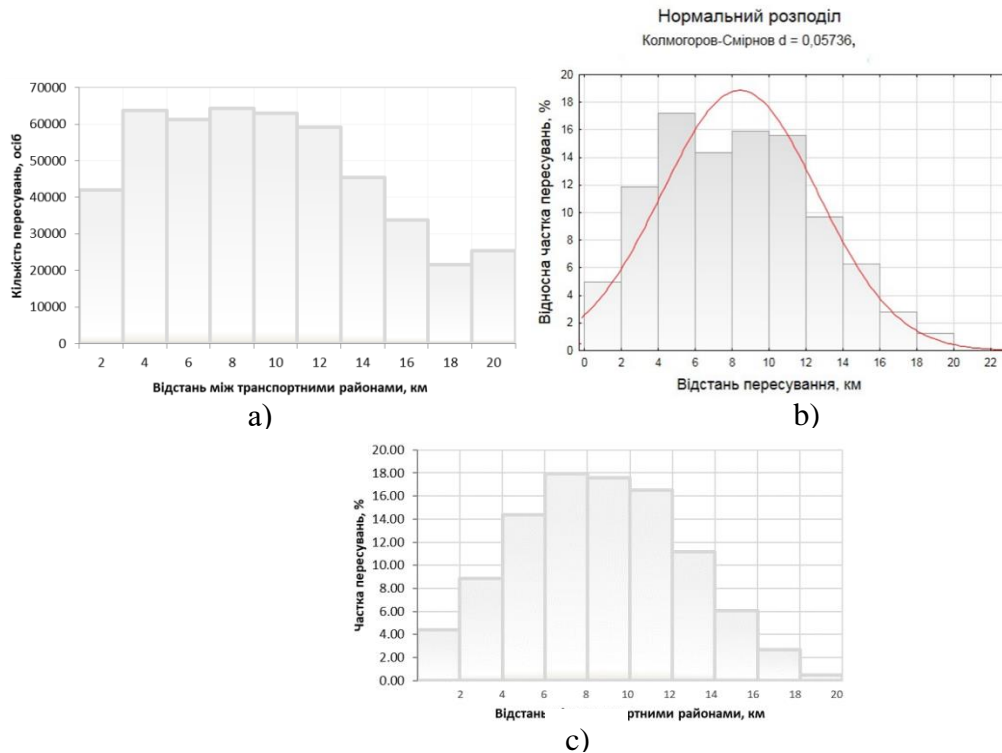 70000
60000
50000
40000
30000
20000
10000
0
Кількість пересувань, осіб
2 4 6 8 10 12 14 16 18 20
Відстань між транспортними районами, км
a)
Нормальний розподіл
Колмогоров-Смірнов d = 0,05736,
20
18
16
14
12
10
8
6
4
2
0
Відносна частка пересувань, %
0 2 4 6 8 10 12 14 16 18 20 22
Відстань пересування, км
b)
20.00
18.00
16.00
14.00
12.00
10.00
8.00
6.00
4.00
2.00
0.00
Частка пересувань, %
2 4 6 8 10 12 14 16 18 20
Відстань ртними районами, км
c)